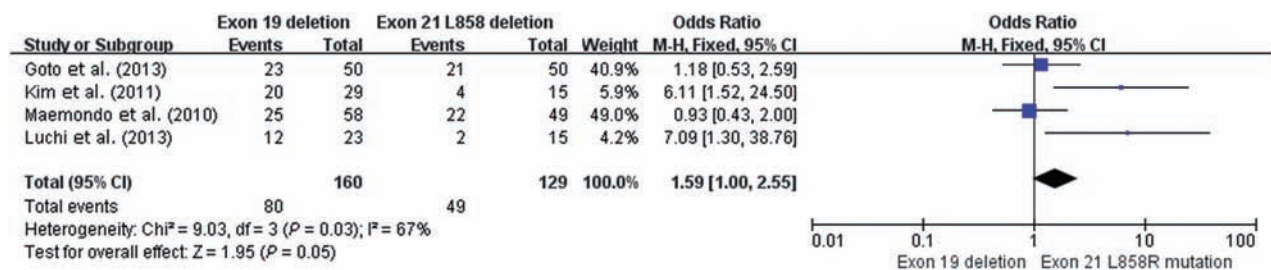 Exon 19 deletion Exon 21 L858 deletion Odds Ratio Odds Ratio
Study or Subgroup Events Total Events Total Weight M-H, Fixed, 95% CI M-H, Fixed, 95% CI
Goto et al. (2013) 23 50 21 50 40.9% 1.18 [0.53, 2.59]
Kim et al. (2011) 20 29 4 15 5.9% 6.11 [1.52, 24.50]
Maemondo et al. (2010) 25 58 22 49 49.0% 0.93 [0.43, 2.00]
Luchi et al. (2013) 12 23 2 15 4.2% 7.09 [1.30, 38.76]
Total (95% CI) 160 129 100.0% 1.59 [1.00, 2.55]
Total events 80 49
Heterogeneity: Chi² = 9.03, df = 3 (P = 0.03); I² = 67%
Test for overall effect: Z = 1.95 (P = 0.05)
0.01 0.1 1 10 100
Exon 19 deletion Exon 21 L858R mutation